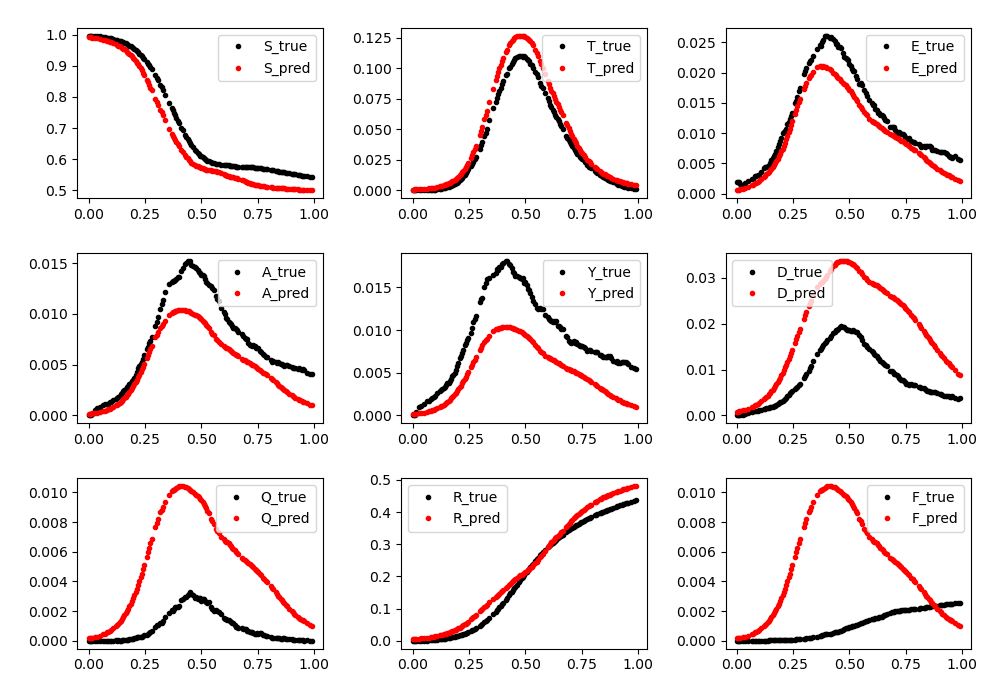 1.0
0.9
0.8
0.7
0.6
0.5
0.00 0.25 0.50 0.75 1.00
S_true
S_pred
0.125
0.100
0.075
0.050
0.025
0.000
0.00 0.25 0.50 0.75 1.00
T_true
T_pred
0.025
0.020
0.015
0.010
0.005
0.000
0.00 0.25 0.50 0.75 1.00
E_true
E_pred
0.015
0.010
0.005
0.000
0.00 0.25 0.50 0.75 1.00
A_true
A_pred
0.015
0.010
0.005
0.000
0.00 0.25 0.50 0.75 1.00
Y_true
Y_pred
0.03
0.02
0.01
0.00
0.00 0.25 0.50 0.75 1.00
D_true
D_pred
0.010
0.008
0.006
0.004
0.002
0.000
0.00 0.25 0.50 0.75 1.00
Q_true
Q_pred
0.5
0.4
0.3
0.2
0.1
0.0
0.00 0.25 0.50 0.75 1.00
R_true
R_pred
0.010
0.008
0.006
0.004
0.002
0.000
0.00 0.25 0.50 0.75 1.00
F_true
F_pred